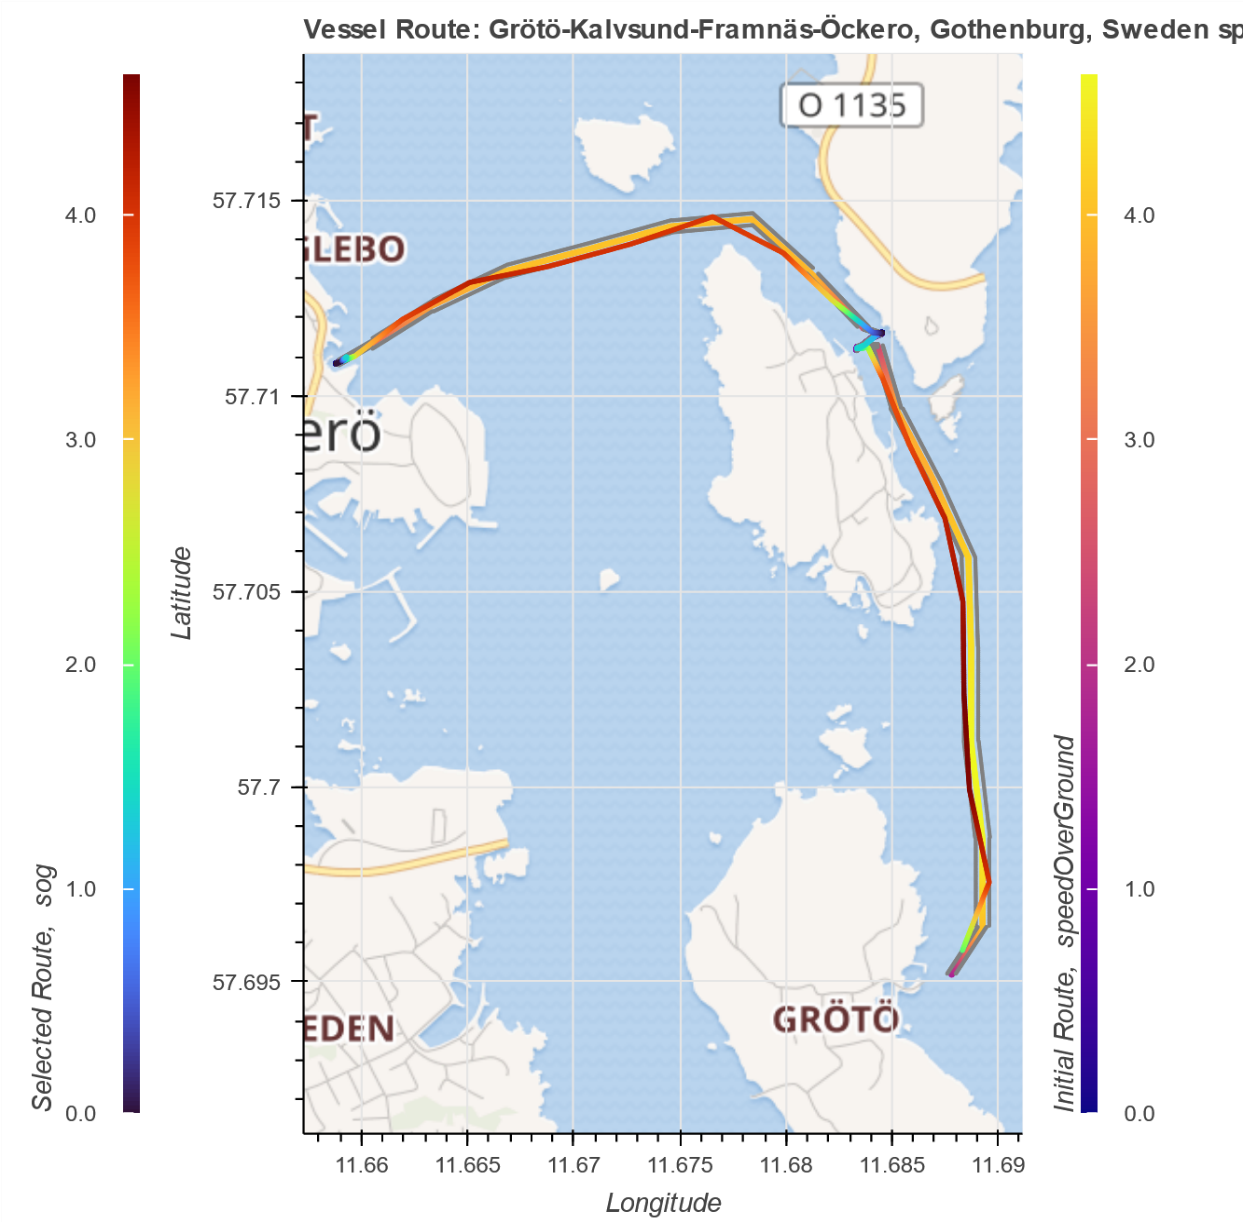 Vessel Route: Grötö-Kalvsund-Framnäs-Öckero, Gothenburg, Sweden sp
O 1135
T
GLEBO
erö
EDEN
GRÖTÖ
57.715
57.71
57.705
57.7
57.695
Latitude
11.66
11.665
11.67
11.675
11.68
11.685
11.69
Longitude
4.0
3.0
2.0
1.0
0.0
Selected Route, sog
4.0
3.0
2.0
1.0
0.0
Initial Route, speedOverGround